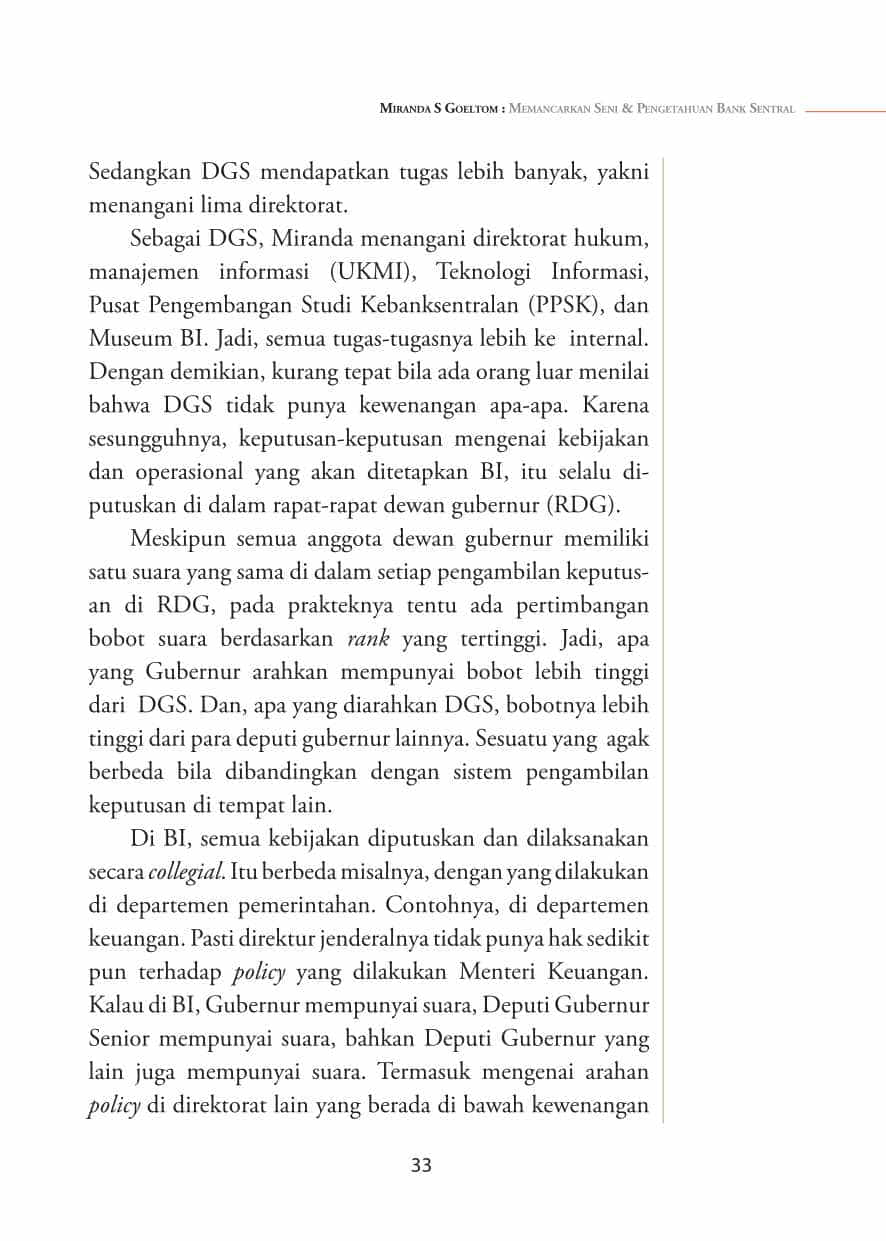 MIRANDA S GOELTOM : MEMANCARKAN SENI & PENGETAHUAN BANK SENTRAL
Sedangkan DGS mendapatkan tugas lebih banyak, yakni
menangani lima direktorat.
Sebagai DGS, Miranda menangani direktorat hukum,
manajemen informasi (UKMI), Teknologi Informasi,
Pusat Pengembangan Studi Kebanksentralan (PPSK), dan
Museum BI. Jadi, semua tugas-tugasnya lebih ke internal.
Dengan demikian, kurang tepat bila ada orang luar menilai
bahwa DGS tidak punya kewenangan apa-apa. Karena
sesungguhnya, keputusan-keputusan mengenai kebijakan
dan operasional yang akan ditetapkan BI, itu selalu di-
putuskan di dalam rapat-rapat dewan gubernur (RDG).
Meskipun semua anggota dewan gubernur memiliki
satu suara yang sama di dalam setiap pengambilan keputus-
an di RDG, pada prakteknya tentu ada pertimbangan
bobot suara berdasarkan rank yang tertinggi. Jadi, apa
yang Gubernur arahkan mempunyai bobot lebih tinggi
dari DGS. Dan, apa yang diarahkan DGS, bobotnya lebih
tinggi dari para deputi gubernur lainnya. Sesuatu yang agak
berbeda bila dibandingkan dengan sistem pengambilan
keputusan di tempat lain.
Di BI, semua kebijakan diputuskan dan dilaksanakan
secara collegial. Itu berbeda misalnya, dengan yang dilakukan
di departemen pemerintahan. Contohnya, di departemen
keuangan. Pasti direktur jenderalnya tidak punya hak sedikit
pun terhadap policy yang dilakukan Menteri Keuangan.
Kalau di BI, Gubernur mempunyai suara, Deputi Gubernur
Senior mempunyai suara, bahkan Deputi Gubernur yang
lain juga mempunyai suara. Termasuk mengenai arahan
policy di direktorat lain yang berada di bawah kewenangan
33